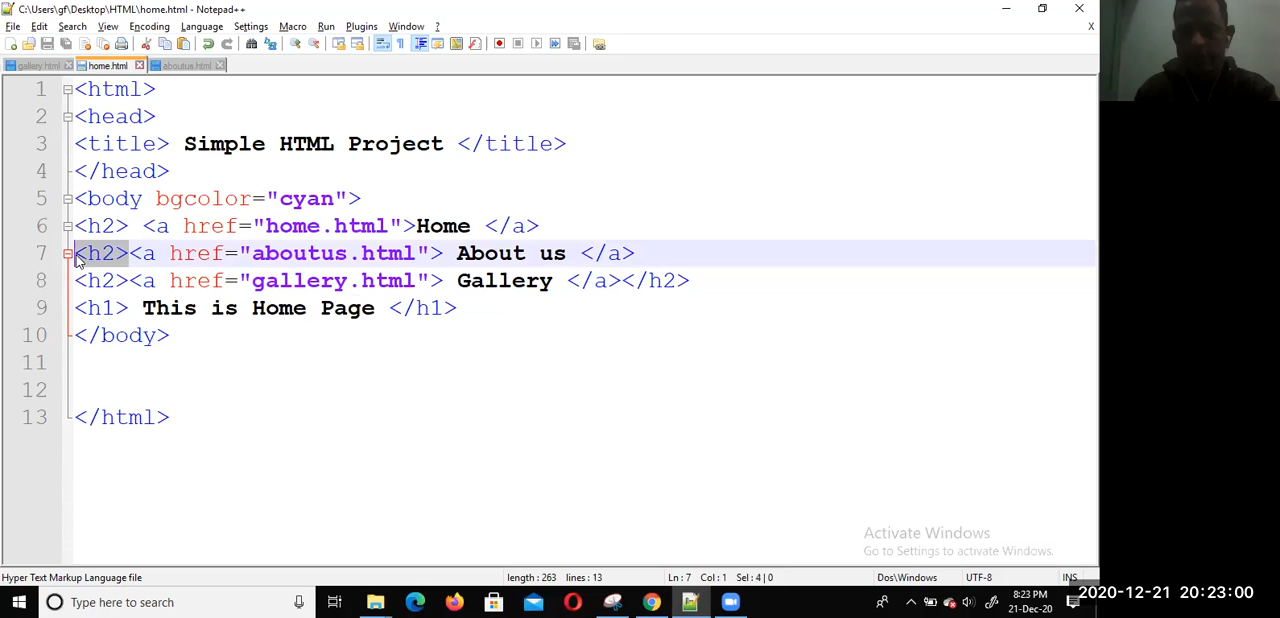 C:\Users\gf\Desktop\HTML\home.html - Notepad++
File Edit Search View Encoding Language Settings Macro Run Plugins Window ? X
gallery.html home.html aboutus.html
1 <html>
2 <head>
3 <title> Simple HTML Project </title>
4 </head>
5 <body bgcolor="cyan">
6 <h2> <a href="home.html">Home </a>
7 <h2><a href="aboutus.html"> About us </a>
8 <h2><a href="gallery.html"> Gallery </a></h2>
9 <h1> This is Home Page </h1>
10 </body>
11
12
13 </html>
Activate Windows
Go to Settings to activate Windows.
Hyper Text Markup Language file length : 263 lines : 13 Ln : 7 Col : 1 Sel : 4 | 0 Dos\Windows UTF-8 INS
Type here to search
8:23 PM
21-Dec-20
2020-12-21 20:23:00